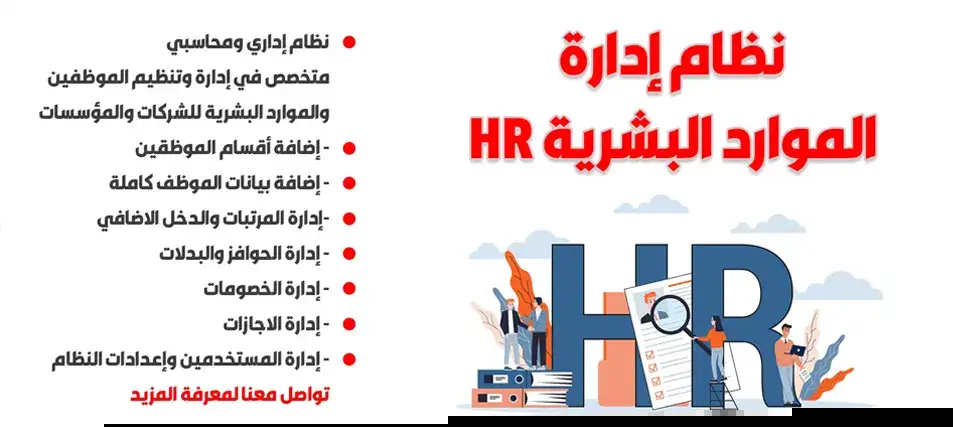 نظام إدارة
الموارد البشرية HR
نظام إداري ومحاسبي
متخصص في إدارة وتنظيم الموظفين
والموارد البشرية للشركات والمؤسسات
- إضافة أقسام الموظفين
- إضافة بيانات الموظف كاملة
-إدارة المرتبات والدخل الاضافي
- إدارة الحوافز والبدلات
- إدارة الخصومات
- إدارة الاجازات
- إدارة المستخدمين وإعدادات النظام
تواصل معنا لمعرفة المزيد
HR